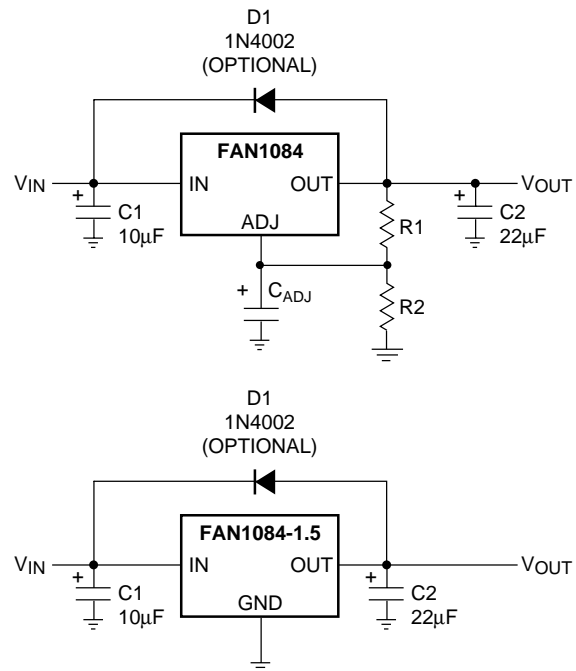 D1
1N4002
(OPTIONAL)
FAN1084
VIN
IN
OUT
VOUT
+
C1
10μF
ADJ
R1
+
C2
22μF
+
CADJ
R2
D1
1N4002
(OPTIONAL)
FAN1084-1.5
VIN
IN
OUT
VOUT
+
C1
10μF
GND
+
C2
22μF